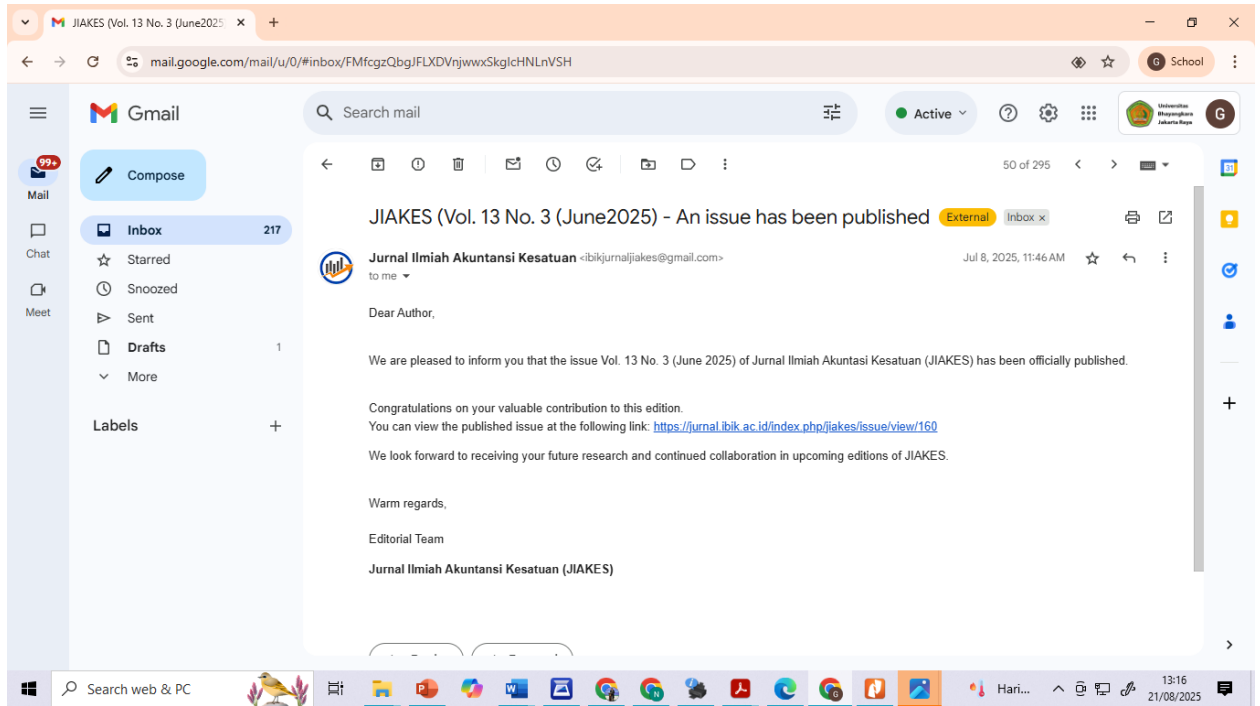 JIAKES (Vol. 13 No. 3 (June2025)
mail.google.com/mail/u/0/#inbox/FMfcgzQbgJFLXDVnjwwxSkglcHNLnVSH
G School
Gmail
Search mail
Active
Universitas
Bhayangkara
Jakarta Raya
G
99+
Mail
Chat
Meet
Compose
Inbox 217
Starred
Snoozed
Sent
Drafts 1
More
Labels
50 of 295
31
JIAKES (Vol. 13 No. 3 (June2025) - An issue has been published External Inbox x
Jurnal Ilmiah Akuntansi Kesatuan <ibikjurnaljiakes@gmail.com> Jul 8, 2025, 11:46 AM
to me
Dear Author,
We are pleased to inform you that the issue Vol. 13 No. 3 (June 2025) of Jurnal Ilmiah Akuntasi Kesatuan (JIAKES) has been officially published.
Congratulations on your valuable contribution to this edition.
You can view the published issue at the following link: https://jurnal.ibik.ac.id/index.php/jiakes/issue/view/160
We look forward to receiving your future research and continued collaboration in upcoming editions of JIAKES.
Warm regards,
Editorial Team
Jurnal Ilmiah Akuntansi Kesatuan (JIAKES)
Search web & PC
Hari...
13:16
21/08/2025